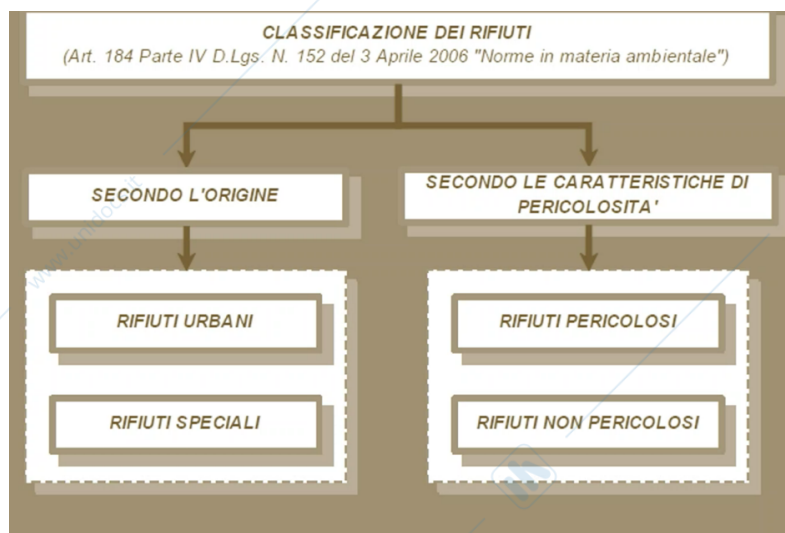 CLASSIFICAZIONE DEI RIFIUTI
(Art. 184 Parte IV D.Lgs. N. 152 del 3 Aprile 2006 "Norme in materia ambientale")
SECONDO L'ORIGINE
SECONDO LE CARATTERISTICHE DI
PERICOLOSITA'
RIFIUTI URBANI
RIFIUTI SPECIALI
RIFIUTI PERICOLOSI
RIFIUTI NON PERICOLOSI